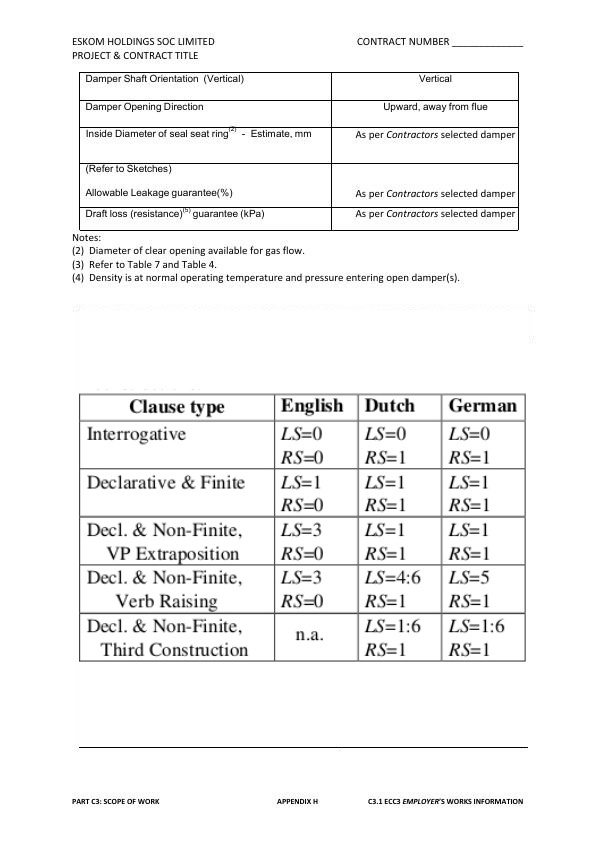 ESKOM HOLDINGS SOC LIMITED CONTRACT NUMBER _____________
PROJECT & CONTRACT TITLE
Damper Shaft Orientation (Vertical) Vertical
Damper Opening Direction Upward, away from flue
Inside Diameter of seal seat ring(2) - Estimate, mm As per Contractors selected damper
(Refer to Sketches)
Allowable Leakage guarantee(%) As per Contractors selected damper
Draft loss (resistance)(5) guarantee (kPa) As per Contractors selected damper
Notes:
(2) Diameter of clear opening available for gas flow.
(3) Refer to Table 7 and Table 4.
(4) Density is at normal operating temperature and pressure entering open damper(s).
Clause type English Dutch German
Interrogative LS=0 LS=0 LS=0
RS=0 RS=1 RS=1
Declarative & Finite LS=1 LS=1 LS=1
RS=0 RS=1 RS=1
Decl. & Non-Finite, LS=3 LS=1 LS=1
VP Extraposition RS=0 RS=1 RS=1
Decl. & Non-Finite, LS=3 LS=4:6 LS=5
Verb Raising RS=0 RS=1 RS=1
Decl. & Non-Finite, n.a. LS=1:6 LS=1:6
Third Construction RS=1 RS=1
PART C3: SCOPE OF WORK APPENDIX H C3.1 ECC3 EMPLOYER'S WORKS INFORMATION